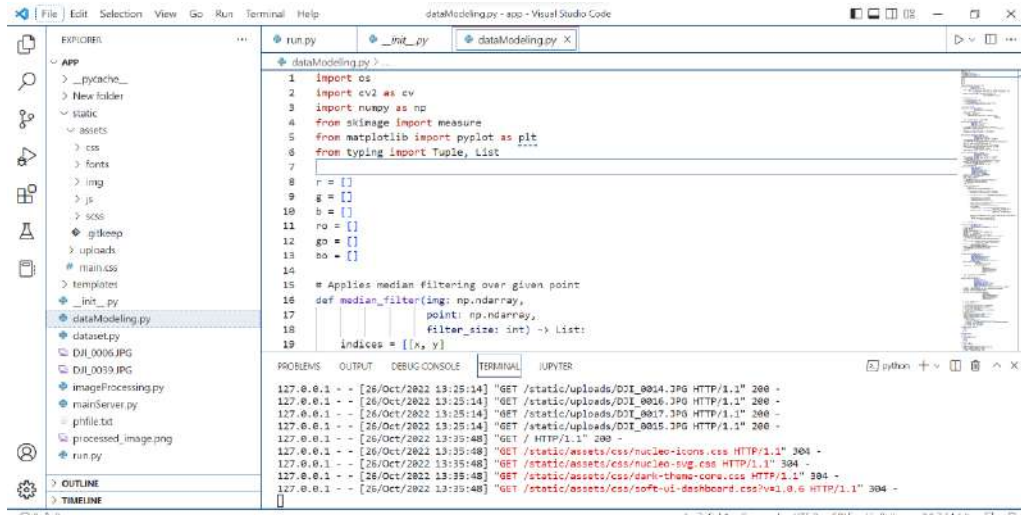 File Edit Selection View Go Run Terminal Help dataModeling.py - app - Visual Studio Code
EXPLORER
APP
__pycache__
New folder
static
assets
css
fonts
img
js
scss
.gitkeep
uploads
main.css
templates
__init__.py
dataModeling.py
dataset.py
DJI_0006.JPG
DJI_0039.JPG
imageProcessing.py
mainServer.py
phfile.txt
processed_image.png
run.py
OUTLINE
TIMELINE
run.py __init__.py dataModeling.py
dataModeling.py > ...
1 import os
2 import cv2 as cv
3 import numpy as np
4 from skimage import measure
5 from matplotlib import pyplot as plt
6 from typing import Tuple, List
7
8 r = []
9 g = []
10 b = []
11 ro = []
12 go = []
13 bo = []
14
15 # Applies median filtering over given point
16 def median_filter(img: np.ndarray,
17 point: np.ndarray,
18 filter_size: int) -> List:
19 indices = [[x, y]
PROBLEMS OUTPUT DEBUG CONSOLE TERMINAL JUPYTER python
127.0.0.1 - - [26/Oct/2022 13:25:14] "GET /static/uploads/DJI_0014.JPG HTTP/1.1" 200 -
127.0.0.1 - - [26/Oct/2022 13:25:14] "GET /static/uploads/DJI_0016.JPG HTTP/1.1" 200 -
127.0.0.1 - - [26/Oct/2022 13:25:14] "GET /static/uploads/DJI_0017.JPG HTTP/1.1" 200 -
127.0.0.1 - - [26/Oct/2022 13:25:14] "GET /static/uploads/DJI_0015.JPG HTTP/1.1" 200 -
127.0.0.1 - - [26/Oct/2022 13:35:48] "GET / HTTP/1.1" 200 -
127.0.0.1 - - [26/Oct/2022 13:35:48] "GET /static/assets/css/nucleo-icons.css HTTP/1.1" 304 -
127.0.0.1 - - [26/Oct/2022 13:35:48] "GET /static/assets/css/nucleo-svg.css HTTP/1.1" 304 -
127.0.0.1 - - [26/Oct/2022 13:35:48] "GET /static/assets/css/dark-theme-core.css HTTP/1.1" 304 -
127.0.0.1 - - [26/Oct/2022 13:35:48] "GET /static/assets/css/soft-ui-dashboard.css?v=1.0.6 HTTP/1.1" 304 -